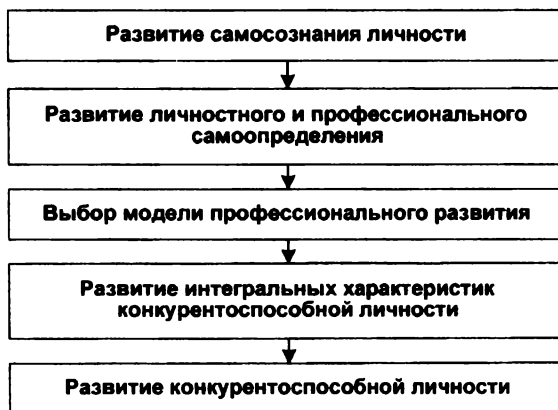 Развитие самосознания личности
Развитие личностного и профессионального
самоопределения
Выбор модели профессионального развития
Развитие интегральных характеристик
конкурентоспособной личности
Развитие конкурентоспособной личности